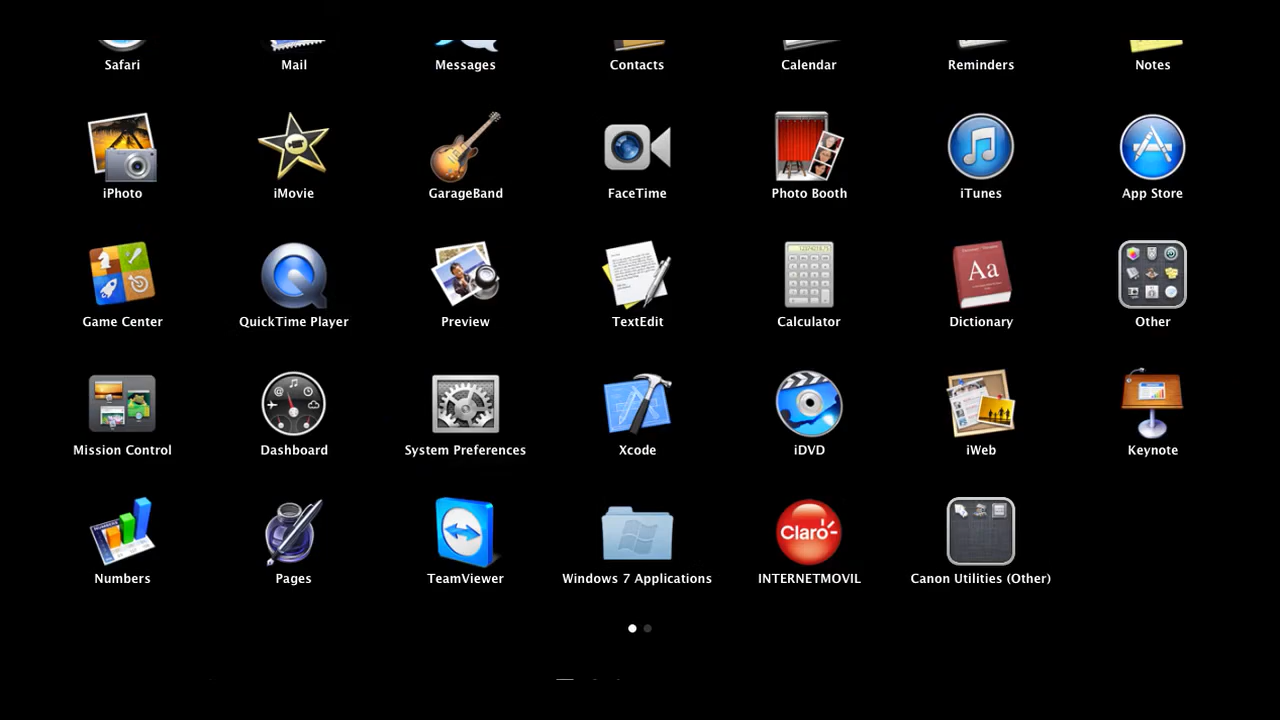 Safari Mail Messages Contacts Calendar Reminders Notes
iPhoto iMovie GarageBand FaceTime Photo Booth iTunes App Store
Aa
Game Center QuickTime Player Preview TextEdit Calculator Dictionary Other
Mission Control Dashboard System Preferences Xcode iDVD iWeb Keynote
NUMBERS Claro
Numbers Pages TeamViewer Windows 7 Applications INTERNETMOVIL Canon Utilities (Other)